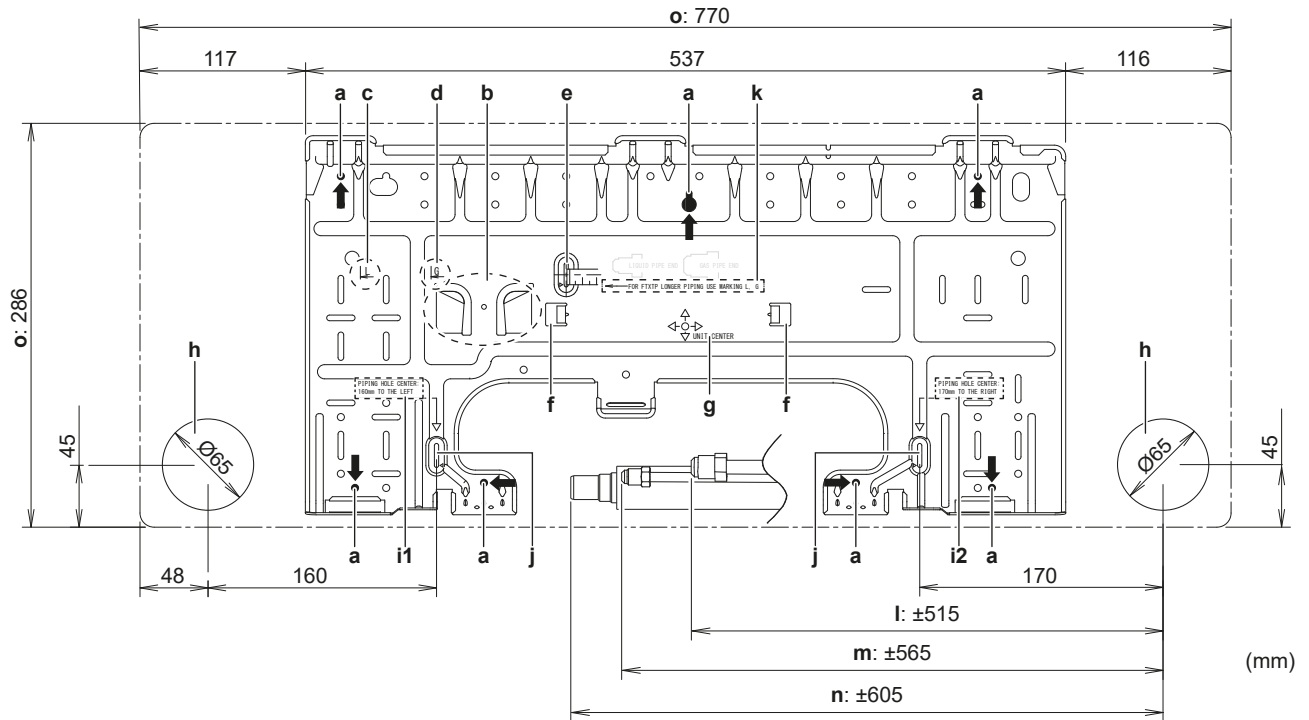 o: 770
117 537 116
a c d b e a k a
o: 286
L G
LIQUID PIPE END GAS PIPE END
FOR FTXTP LONGER PIPING USE MARKING L, G
UNIT CENTER
h h
PIPING HOLE CENTER:
160mm TO THE LEFT
PIPING HOLE CENTER:
170mm TO THE RIGHT
f g f
45 Ø65 Ø65 45
a i1 a j j a i2 a
48 160 170
l: ±515
m: ±565
(mm)
n: ±605